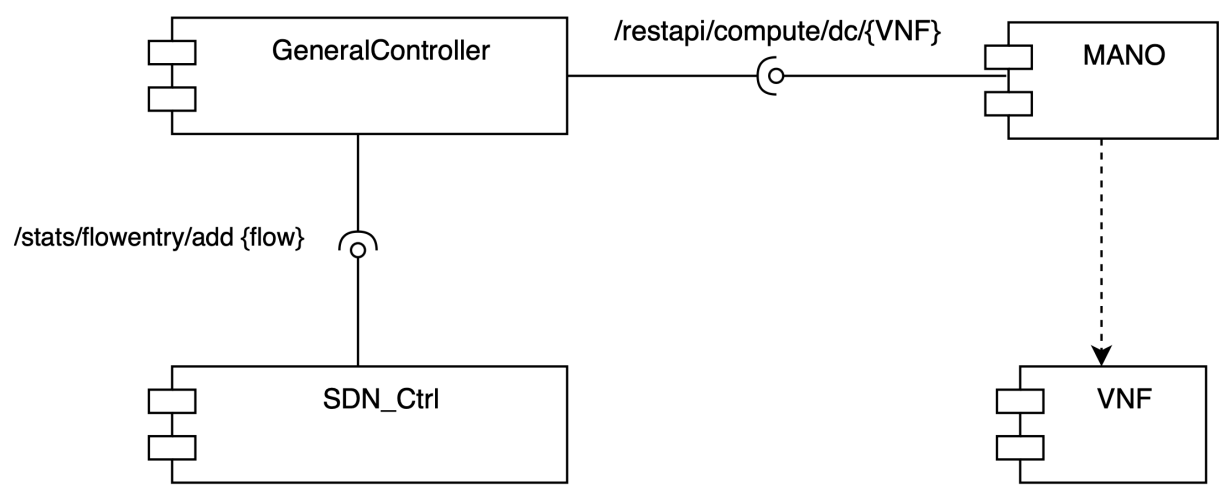 GeneralController
/restapi/compute/dc/{VNF}
MANO
/stats/flowentry/add {flow}
SDN_Ctrl
VNF